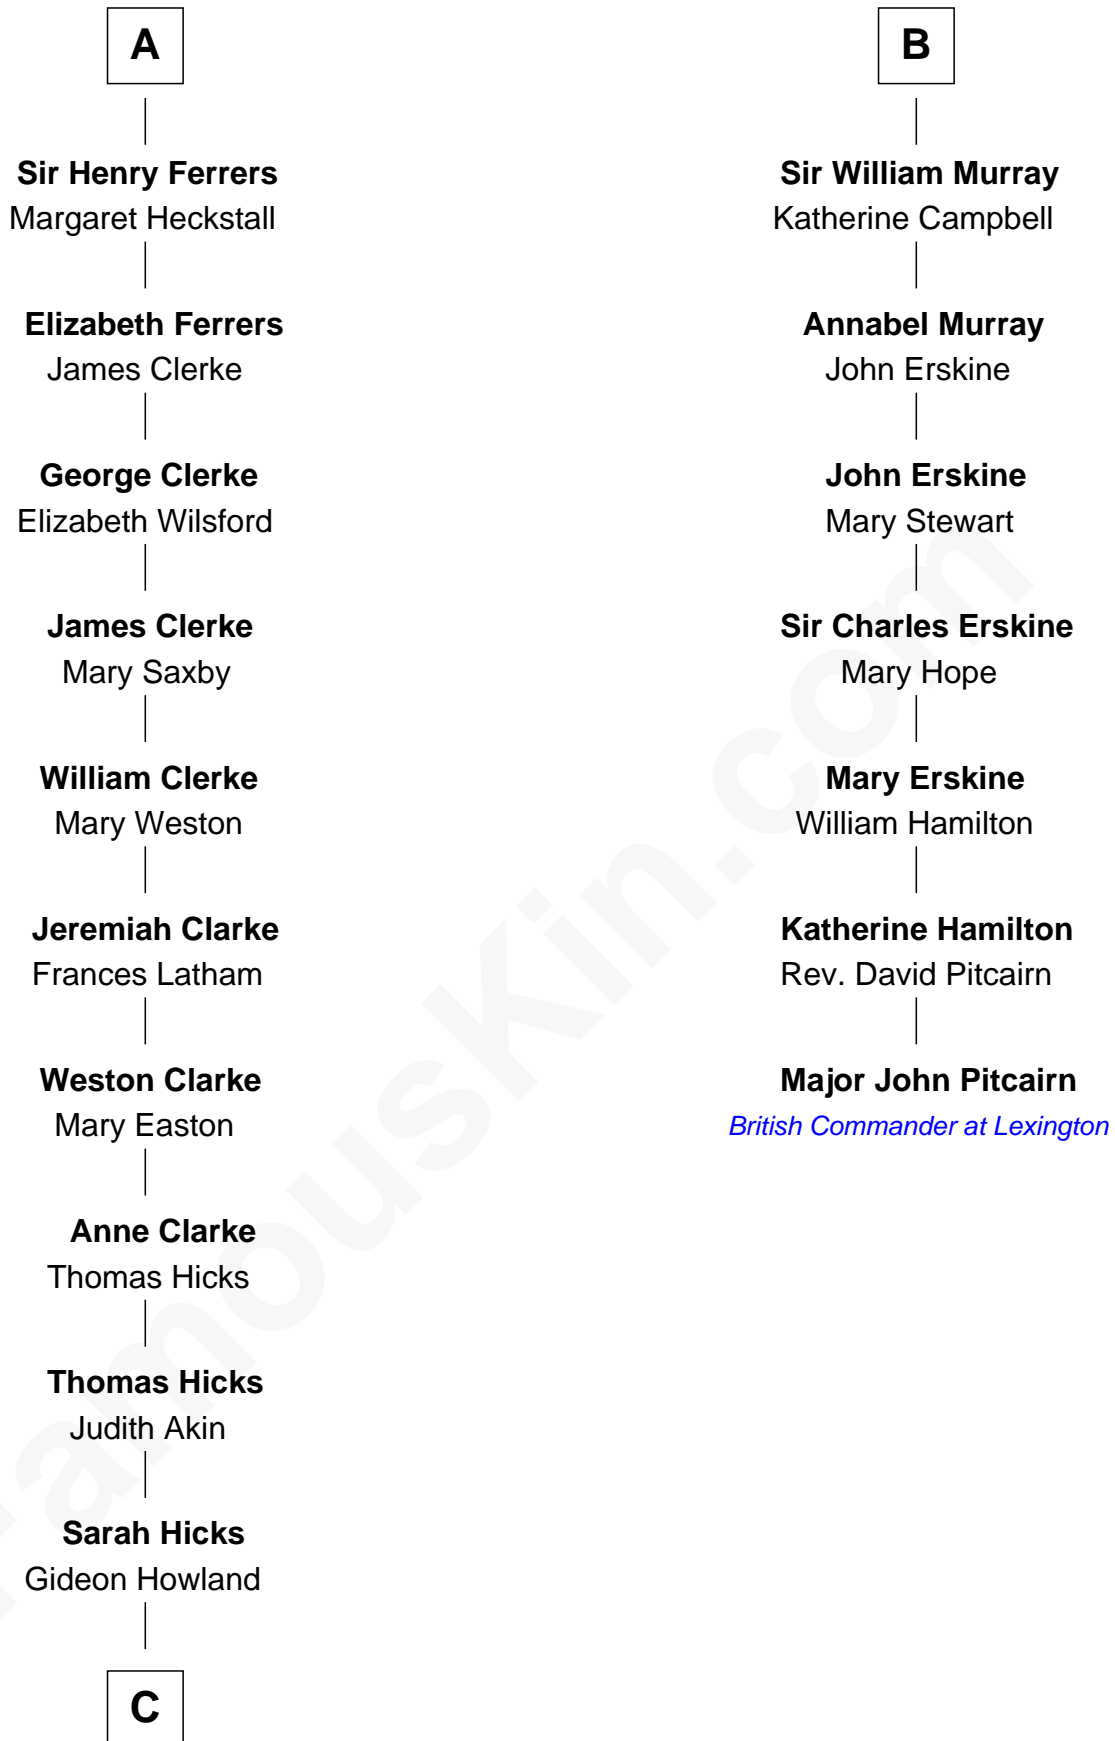 A
Sir Henry Ferrers
Margaret Heckstall
Elizabeth Ferrers
James Clerke
George Clerke
Elizabeth Wilsford
James Clerke
Mary Saxby
William Clerke
Mary Weston
Jeremiah Clarke
Frances Latham
Weston Clarke
Mary Easton
Anne Clarke
Thomas Hicks
Thomas Hicks
Judith Akin
Sarah Hicks
Gideon Howland
C
B
Sir William Murray
Katherine Campbell
Annabel Murray
John Erskine
John Erskine
Mary Stewart
Sir Charles Erskine
Mary Hope
Mary Erskine
William Hamilton
Katherine Hamilton
Rev. David Pitcairn
Major John Pitcairn
British Commander at Lexington
FamousKin.com